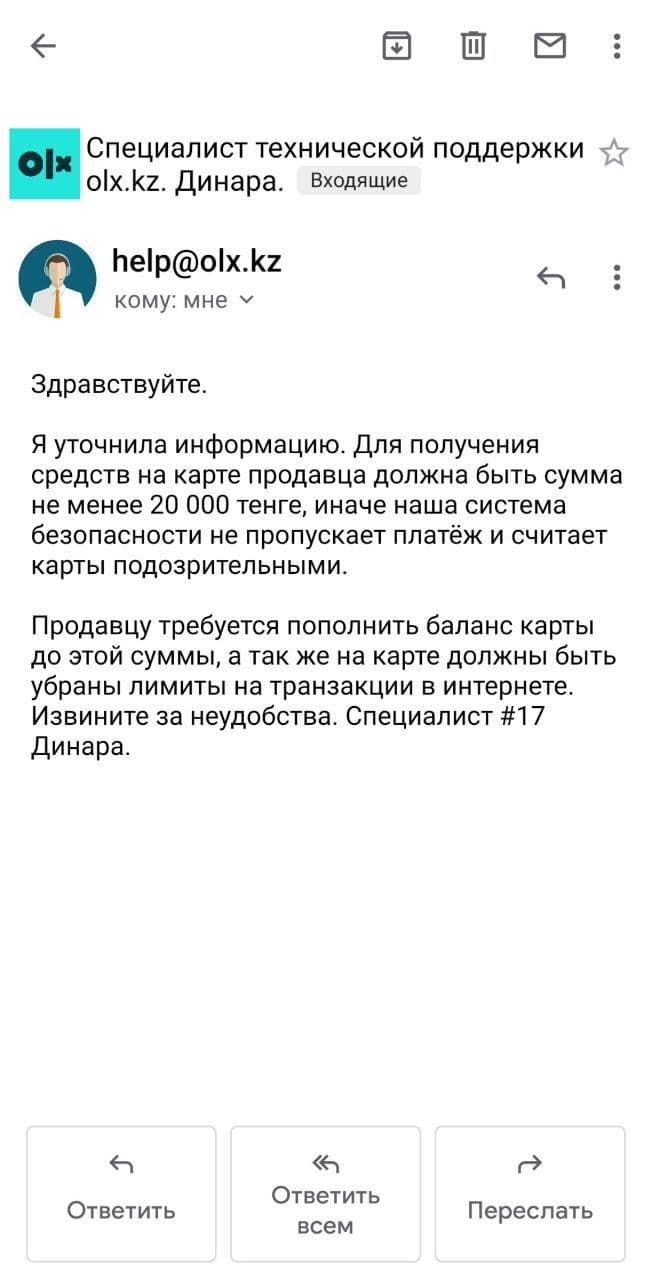 olx
Специалист технической поддержки
olx.kz. Динара. Входящие
help@olx.kz
кому: мне
Здравствуйте.
Я уточнила информацию. Для получения
средств на карте продавца должна быть сумма
не менее 20 000 тенге, иначе наша система
безопасности не пропускает платёж и считает
карты подозрительными.
Продавцу требуется пополнить баланс карты
до этой суммы, а так же на карте должны быть
убраны лимиты на транзакции в интернете.
Извините за неудобства. Специалист #17
Динара.
Ответить
Ответить
всем
Переслать